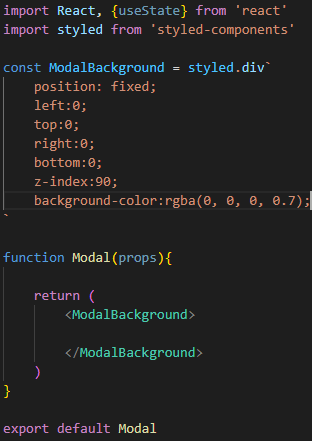 import React, {useState} from 'react'
import styled from 'styled-components'
const ModalBackground = styled.div`
position: fixed;
left:0;
top:0;
right:0;
bottom:0;
z-index:90;
background-color:rgba(0, 0, 0, 0.7);
`
function Modal(props){
return (
<ModalBackground>
</ModalBackground>
)
}
export default Modal